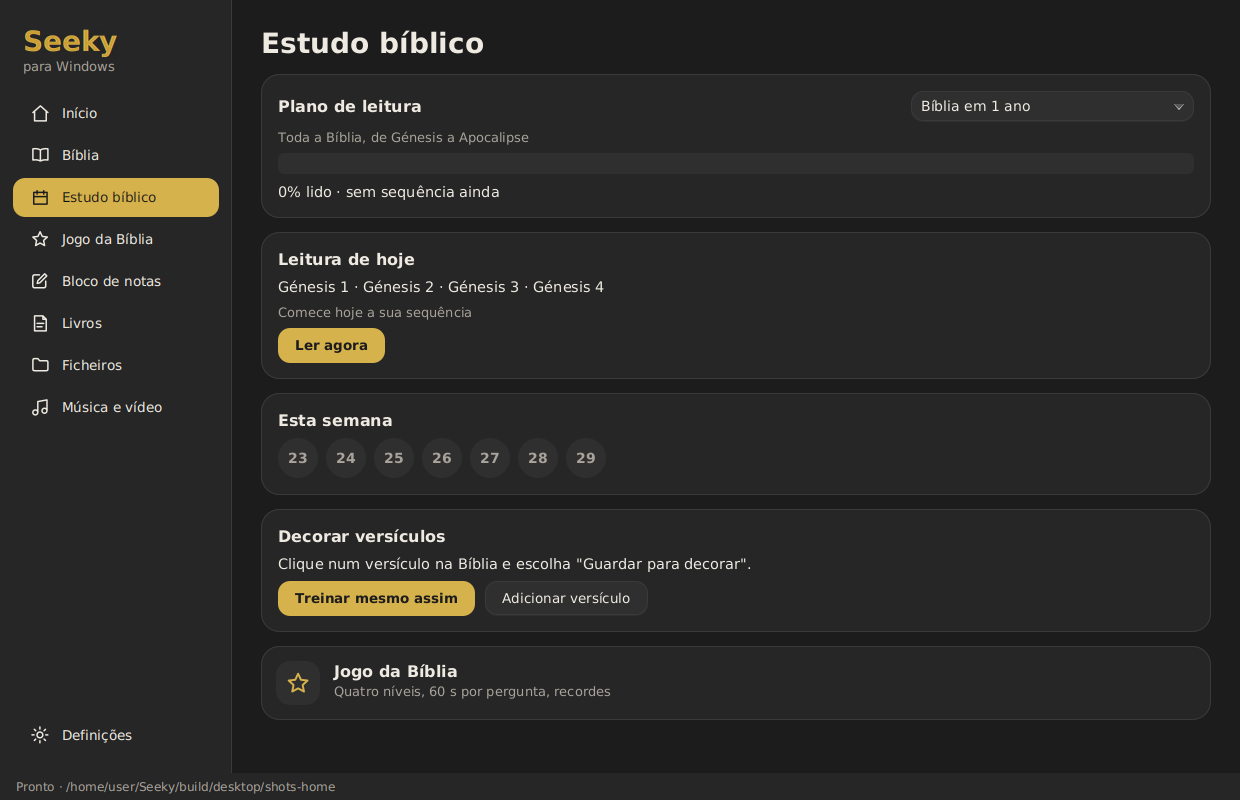 Seeky
para Windows
Início
Bíblia
Estudo bíblico
Jogo da Bíblia
Bloco de notas
Livros
Ficheiros
Música e vídeo
Definições
Estudo bíblico
Plano de leitura
Bíblia em 1 ano
Toda a Bíblia, de Génesis a Apocalipse
0% lido · sem sequência ainda
Leitura de hoje
Génesis 1 · Génesis 2 · Génesis 3 · Génesis 4
Comece hoje a sua sequência
Ler agora
Esta semana
23 24 25 26 27 28 29
Decorar versículos
Clique num versículo na Bíblia e escolha "Guardar para decorar".
Treinar mesmo assim
Adicionar versículo
Jogo da Bíblia
Quatro níveis, 60 s por pergunta, recordes
Pronto · /home/user/Seeky/build/desktop/shots-home